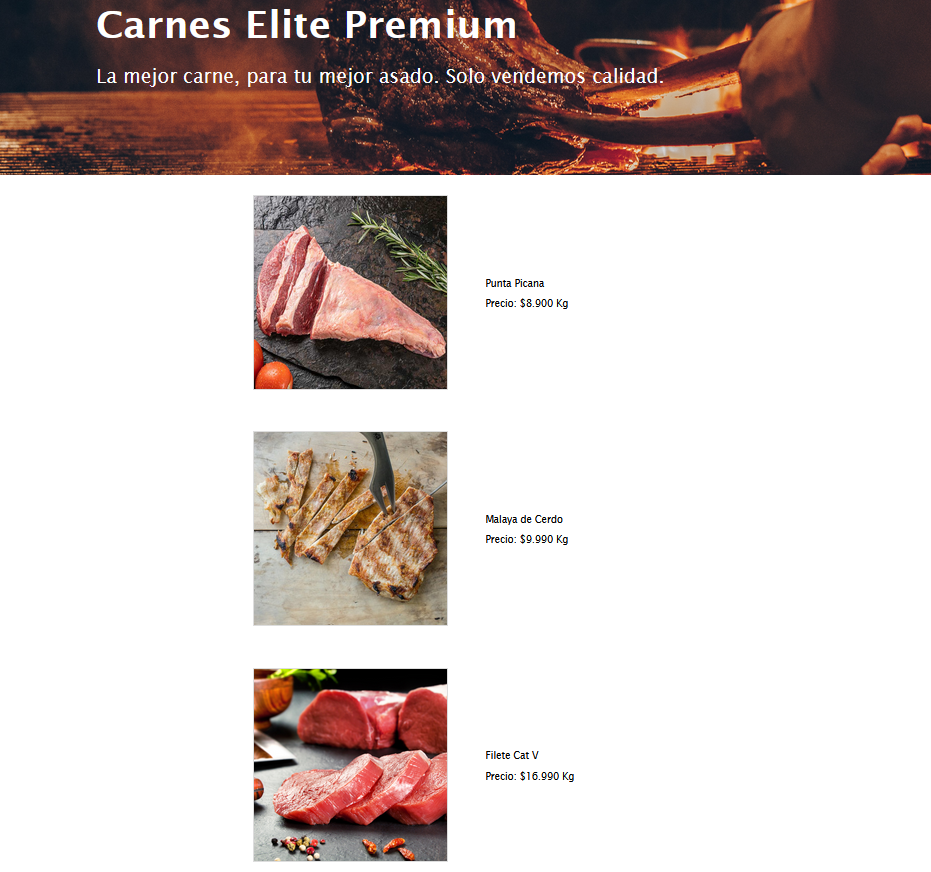 Carnes Elite Premium
La mejor carne, para tu mejor asado. Solo vendemos calidad.
Punta Picana
Precio: $8.900 Kg
Malaya de Cerdo
Precio: $9.990 Kg
Filete Cat V
Precio: $16.990 Kg